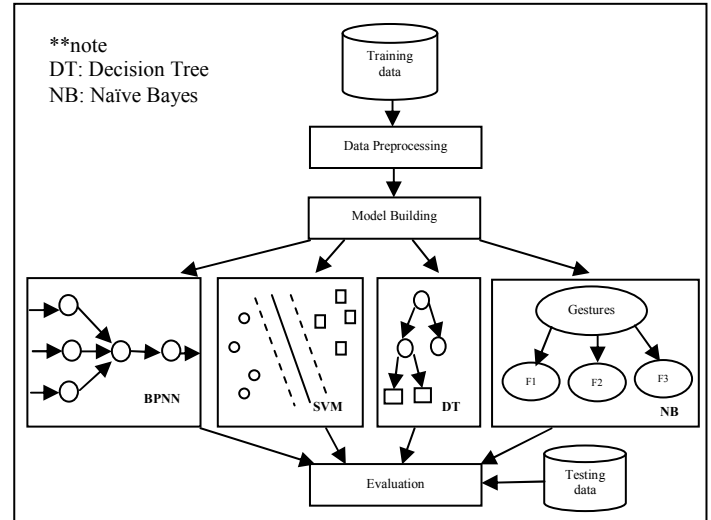 **note
DT: Decision Tree
NB: Naïve Bayes
Training
data
Data Preprocessing
Model Building
BPNN
SVM
DT
Gestures
F1
F2
F3
NB
Evaluation
Testing
data